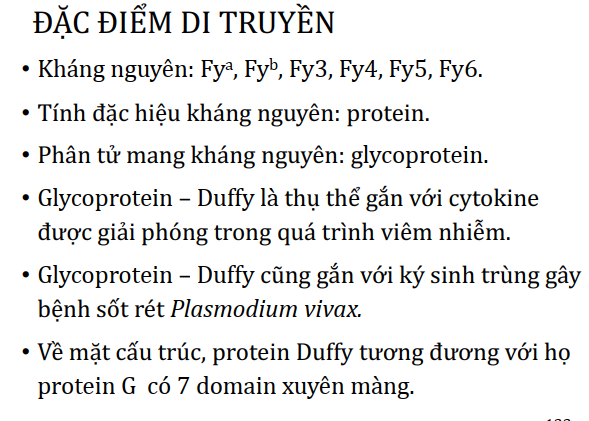 ĐẶC ĐIỂM DI TRUYỀN
• Kháng nguyên: Fyᵃ, Fyᵇ, Fy3, Fy4, Fy5, Fy6.
• Tính đặc hiệu kháng nguyên: protein.
• Phân tử mang kháng nguyên: glycoprotein.
• Glycoprotein – Duffy là thụ thể gắn với cytokine
được giải phóng trong quá trình viêm nhiễm.
• Glycoprotein – Duffy cũng gắn với ký sinh trùng gây
bệnh sốt rét Plasmodium vivax.
• Về mặt cấu trúc, protein Duffy tương đương với họ
protein G có 7 domain xuyên màng.